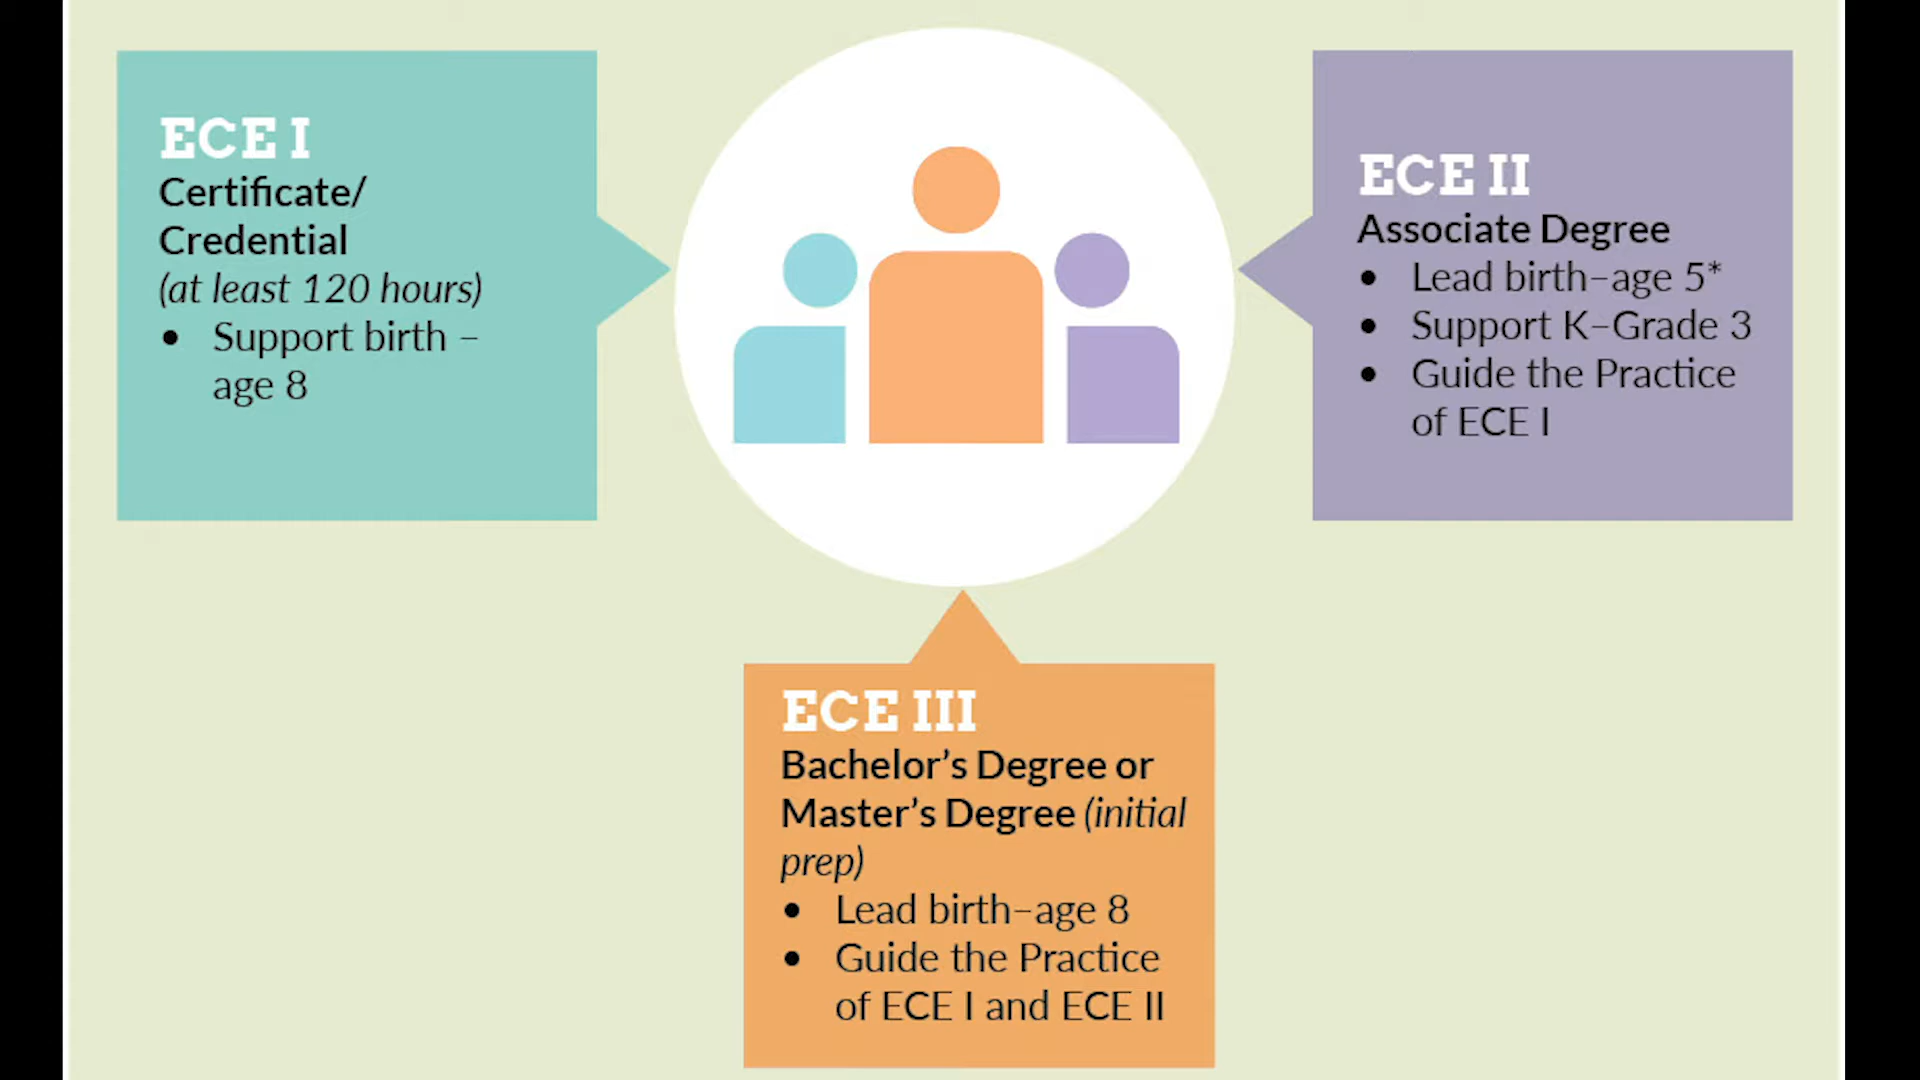 ECE I
Certificate/
Credential
(at least 120 hours)
• Support birth –
age 8
ECE II
Associate Degree
• Lead birth–age 5*
• Support K–Grade 3
• Guide the Practice
of ECE I
ECE III
Bachelor’s Degree or
Master’s Degree (initial
prep)
• Lead birth–age 8
• Guide the Practice
of ECE I and ECE II